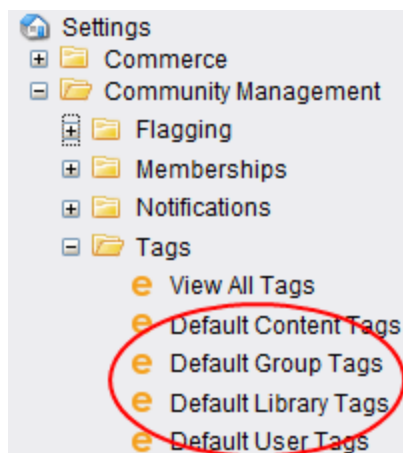 Settings
Commerce
Community Management
Flagging
Memberships
Notifications
Tags
View All Tags
Default Content Tags
Default Group Tags
Default Library Tags
Default User Tags